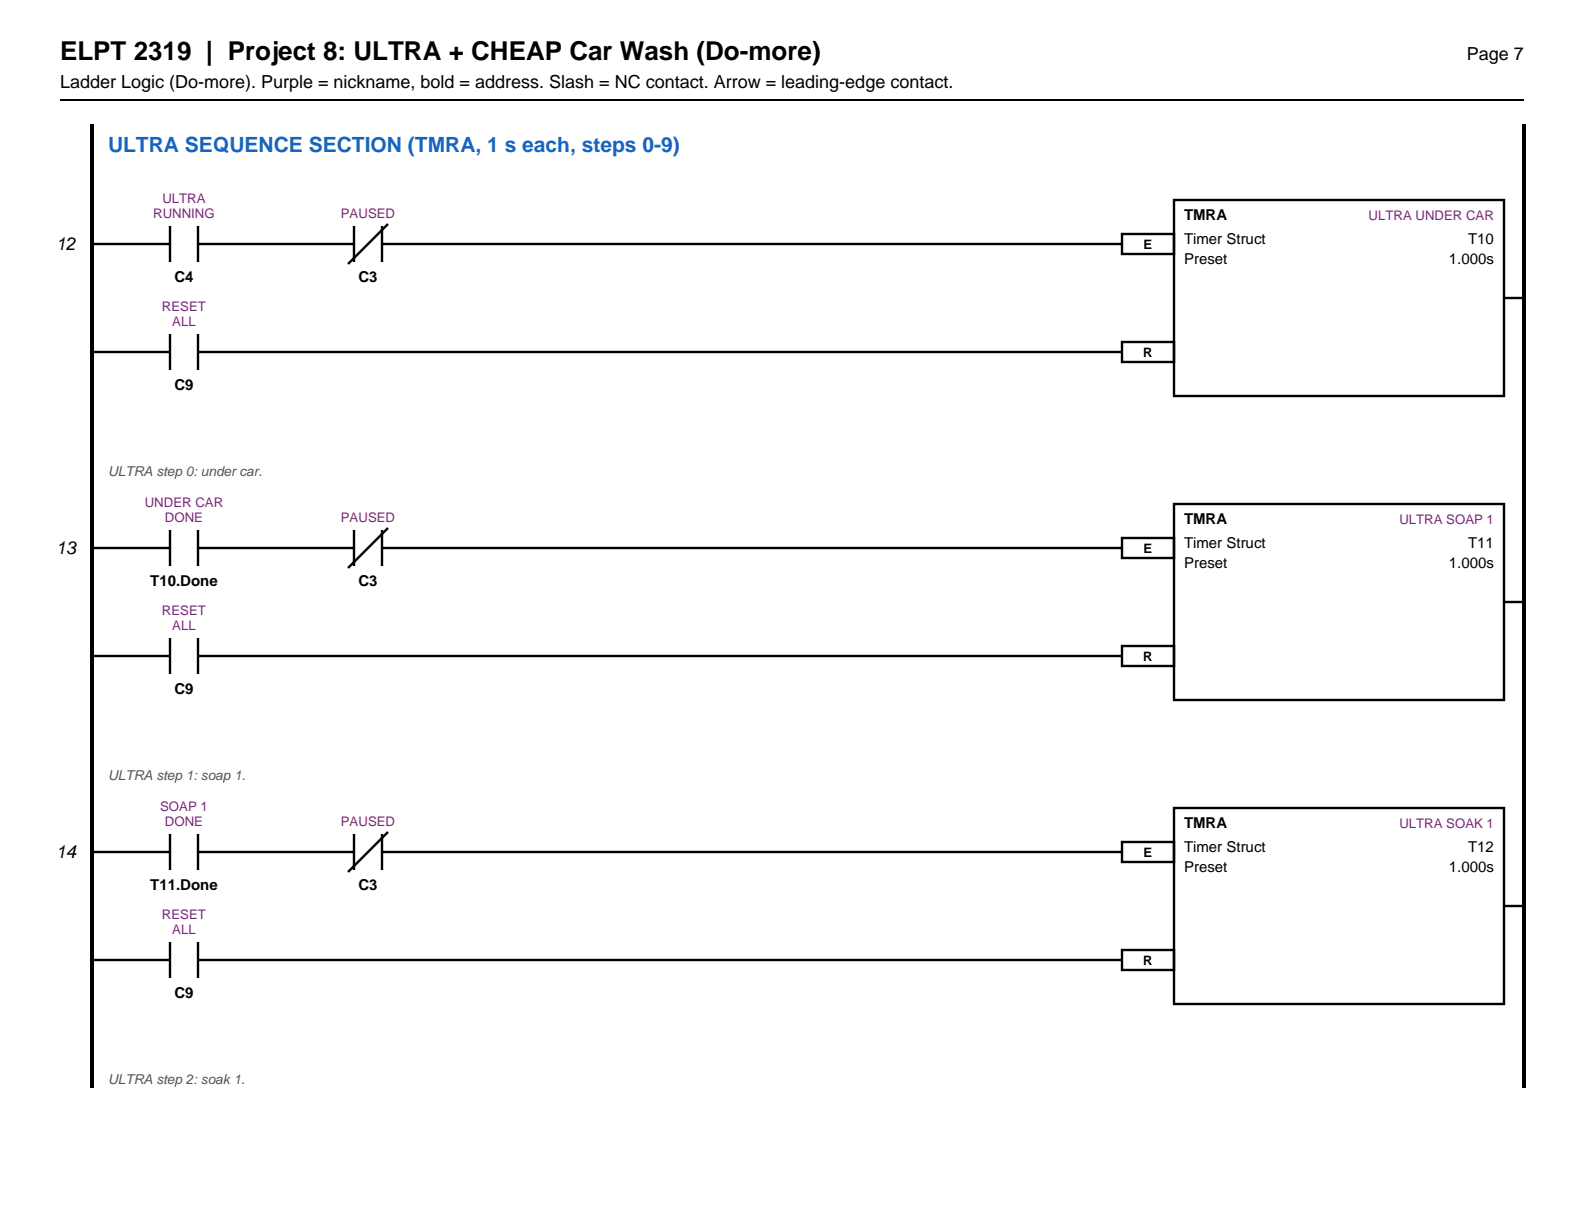 ELPT 2319 | Project 8: ULTRA + CHEAP Car Wash (Do-more)
Page 7
Ladder Logic (Do-more). Purple = nickname, bold = address. Slash = NC contact. Arrow = leading-edge contact.
ULTRA SEQUENCE SECTION (TMRA, 1 s each, steps 0-9)
12
ULTRA
RUNNING
C4
PAUSED
C3
E
TMRA ULTRA UNDER CAR
Timer Struct T10
Preset 1.000s
RESET
ALL
C9
R
ULTRA step 0: under car.
13
UNDER CAR
DONE
T10.Done
PAUSED
C3
E
TMRA ULTRA SOAP 1
Timer Struct T11
Preset 1.000s
RESET
ALL
C9
R
ULTRA step 1: soap 1.
14
SOAP 1
DONE
T11.Done
PAUSED
C3
E
TMRA ULTRA SOAK 1
Timer Struct T12
Preset 1.000s
RESET
ALL
C9
R
ULTRA step 2: soak 1.